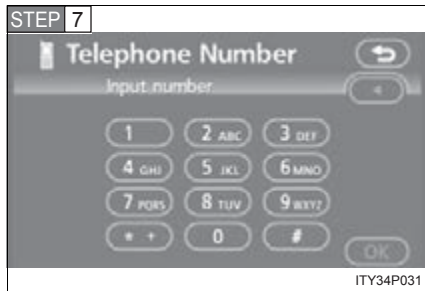 STEP 7
Telephone Number
Input number
1 2 ABC 3 DEF
4 GHI 5 JKL 6 MNO
7 PQRS 8 TUV 9 WXYZ
* + 0 #
OK
ITY34P031